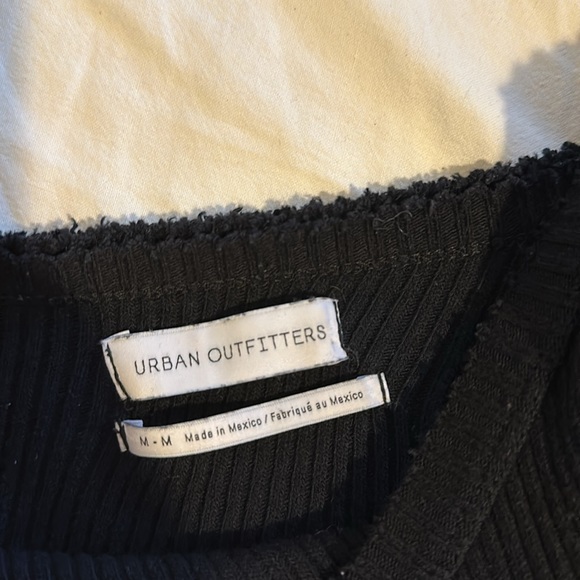 URBAN OUTFITTERS
M - M Made in Mexico / Fabriqué au Mexico